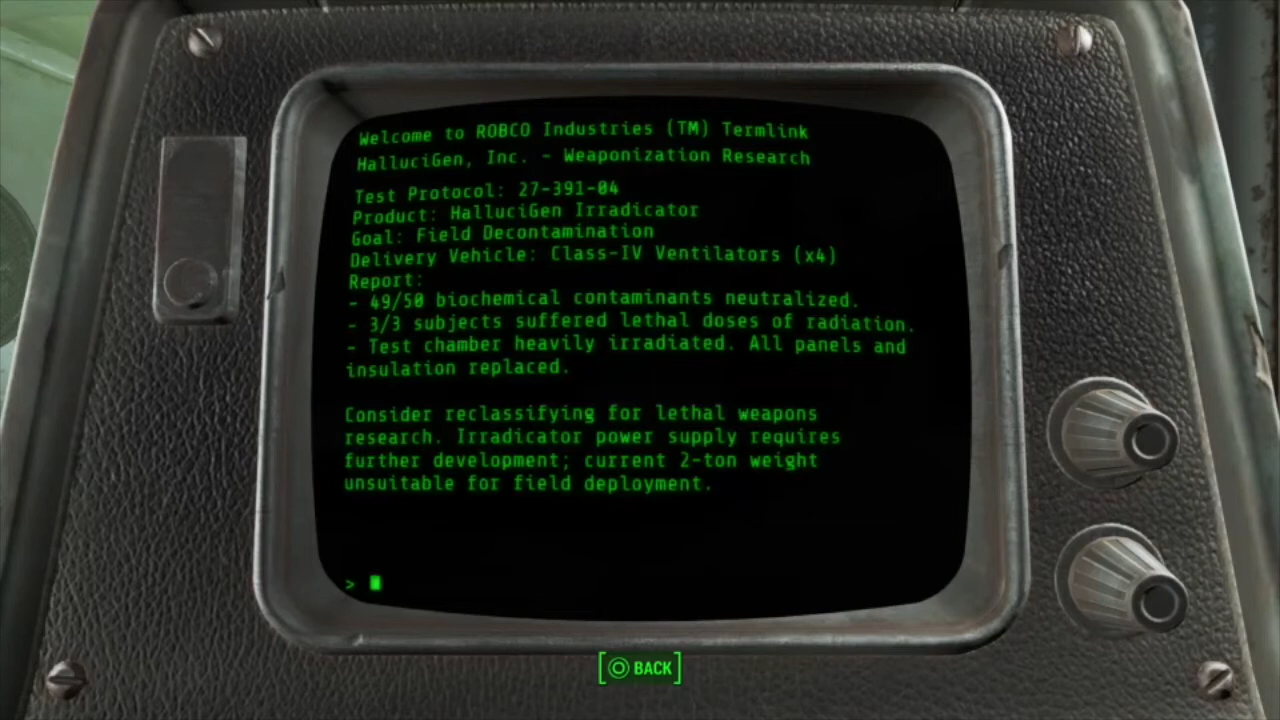 Welcome to ROBCO Industries (TM) Termlink
HalluciGen, Inc. - Weaponization Research
Test Protocol: 27-391-04
Product: HalluciGen Irradicator
Goal: Field Decontamination
Delivery Vehicle: Class-IV Ventilators (x4)
Report:
- 49/50 biochemical contaminants neutralized.
- 3/3 subjects suffered lethal doses of radiation.
- Test chamber heavily irradiated. All panels and
insulation replaced.
Consider reclassifying for lethal weapons
research. Irradicator power supply requires
further development; current 2-ton weight
unsuitable for field deployment.
>
BACK